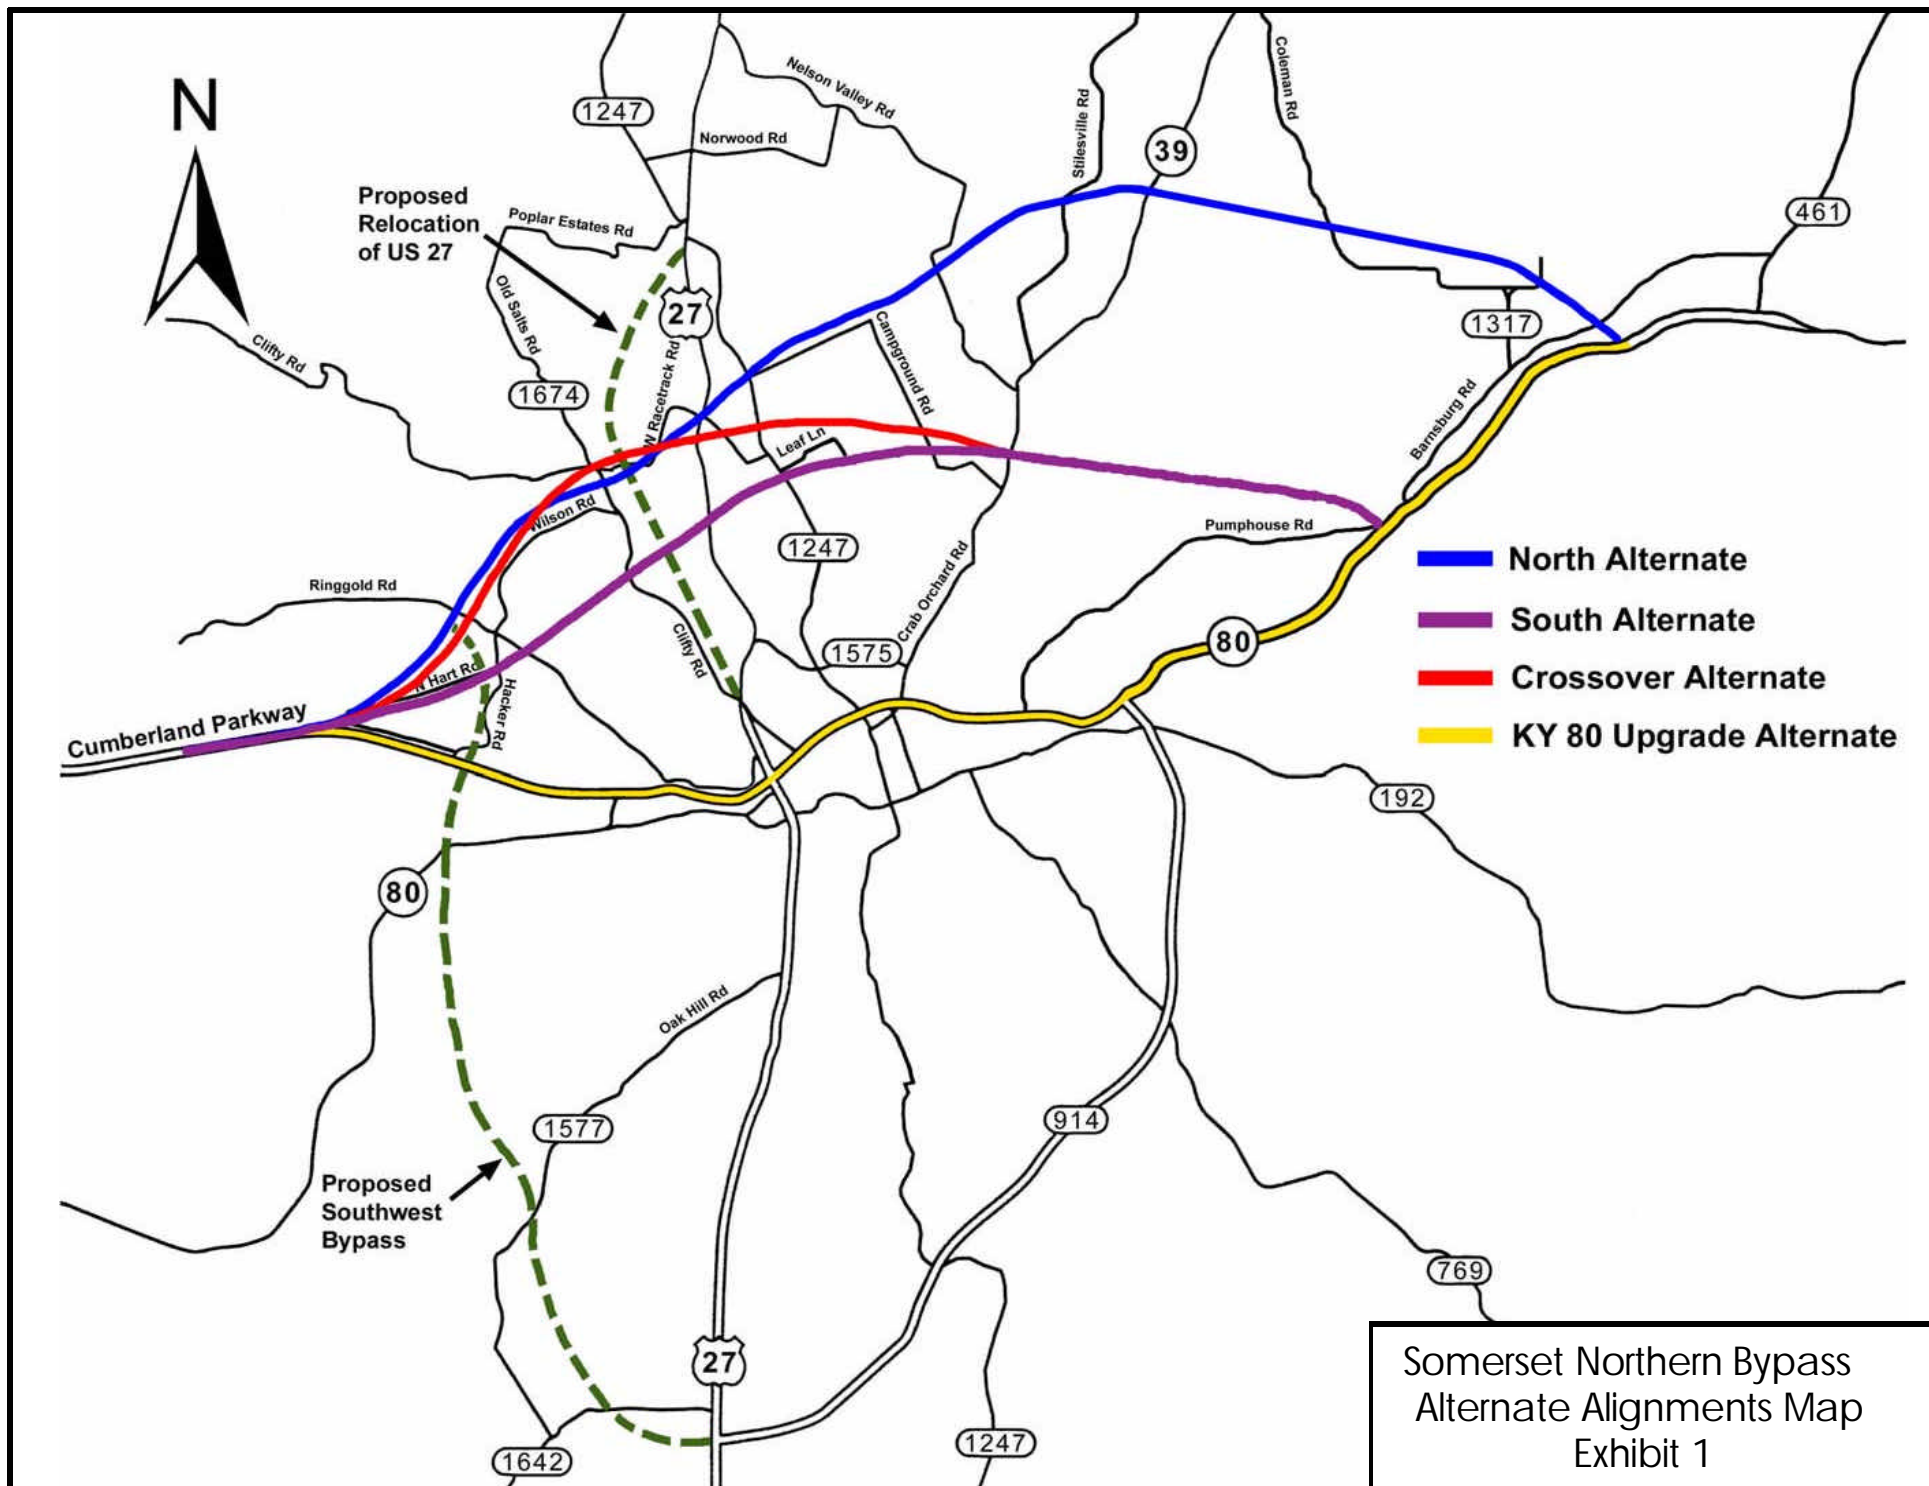 N
1247
Nelson Valley Rd
Norwood Rd
Stilesville Rd
39
Coleman Rd
461
Proposed
Relocation
of US 27
Poplar Estates Rd
Old Salts Rd
27
Clifty Rd
1674
W Racetrack Rd
Campground Rd
1317
Barnsburg Rd
Leaf Ln
Wilson Rd
1247
Pumphouse Rd
Ringgold Rd
Clifty Rd
1575
Crab Orchard Rd
80
N Hart Rd
Hacker Rd
Cumberland Parkway
North Alternate
South Alternate
Crossover Alternate
KY 80 Upgrade Alternate
192
80
Oak Hill Rd
1577
914
Proposed
Southwest
Bypass
769
27
1642
1247
Somerset Northern Bypass
Alternate Alignments Map
Exhibit 1